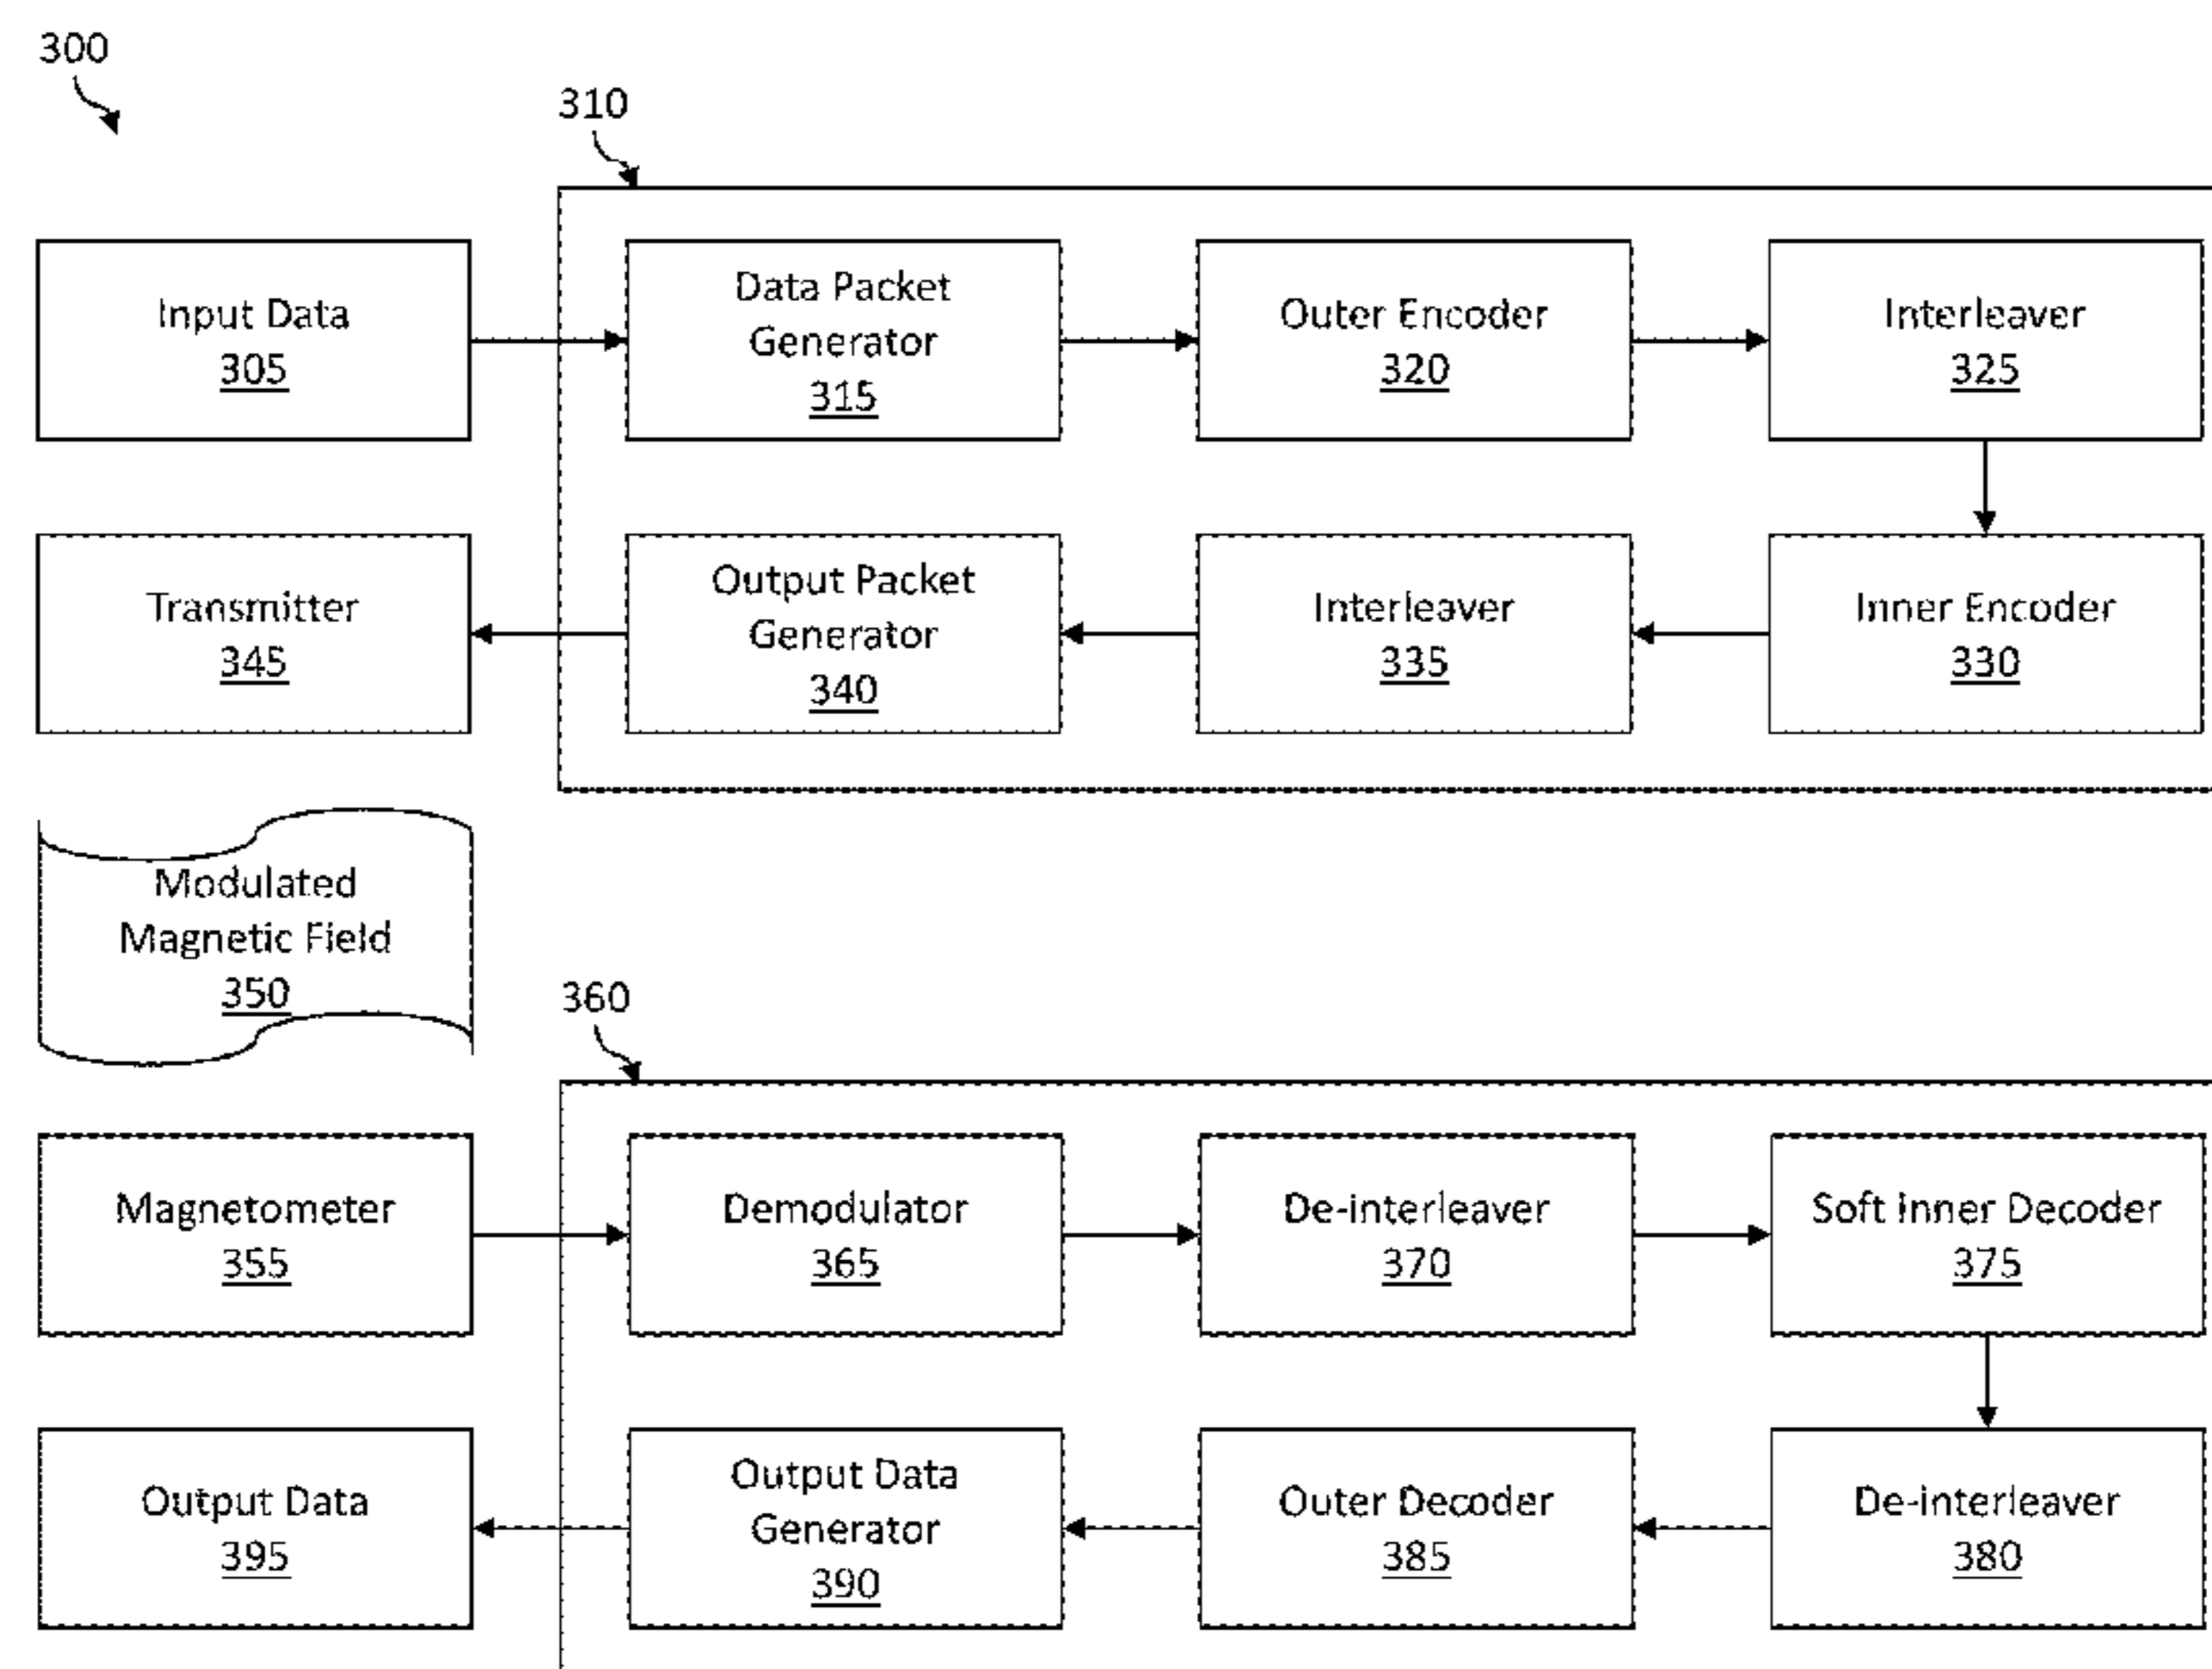 300
310
Input Data
305
Data Packet
Generator
315
Outer Encoder
320
Interleaver
325
Transmitter
345
Output Packet
Generator
340
Interleaver
335
Inner Encoder
330
Modulated
Magnetic Field
350
360
Magnetometer
355
Demodulator
365
De-interleaver
370
Soft Inner Decoder
375
Output Data
395
Output Data
Generator
390
Outer Decoder
385
De-interleaver
380